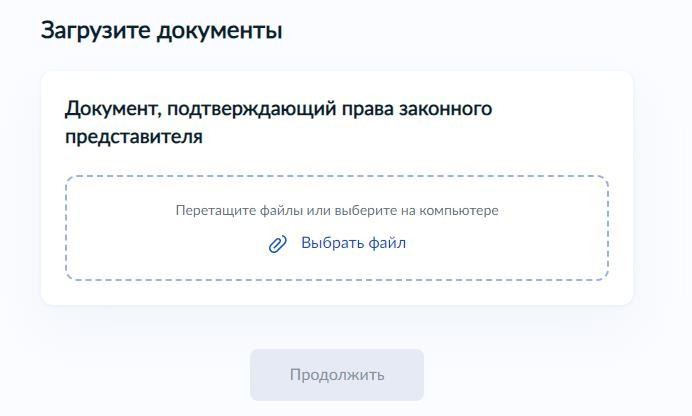 Загрузите документы
Документ, подтверждающий права законного
представителя
Перетащите файлы или выберите на компьютере
Выбрать файл
Продолжить